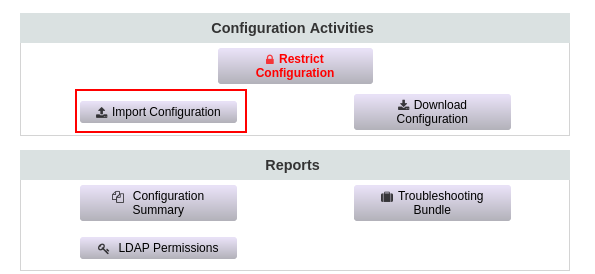 Configuration Activities
Restrict
Configuration
Import Configuration
Download
Configuration
Reports
Configuration
Summary
Troubleshooting
Bundle
LDAP Permissions